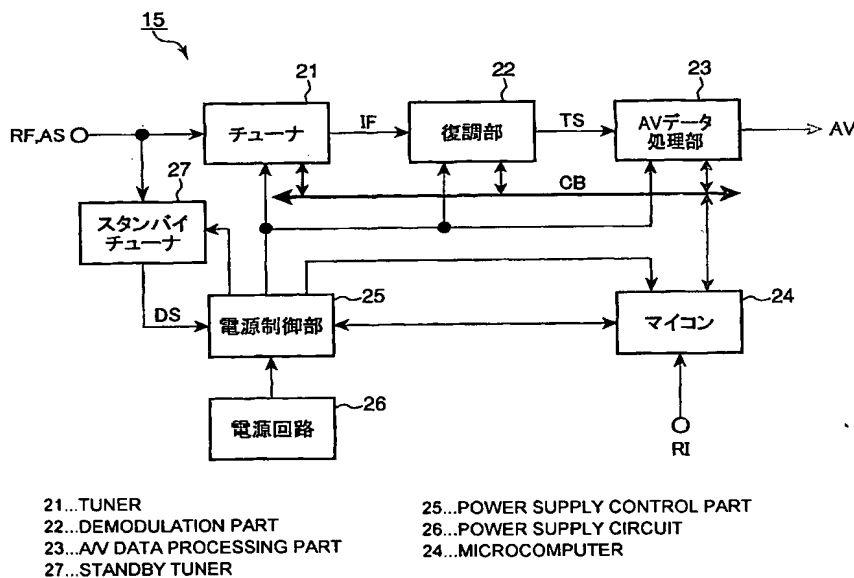 15
21
22
23
RF,AS
チューナ
IF
復調部
TS
AVデータ
処理部
AV
27
CB
スタンバイ
チューナ
25
24
DS
電源制御部
マイコン
26
電源回路
RI
21...TUNER
22...DEMODULATION PART
23...A/V DATA PROCESSING PART
27...STANDBY TUNER
25...POWER SUPPLY CONTROL PART
26...POWER SUPPLY CIRCUIT
24...MICROCOMPUTER